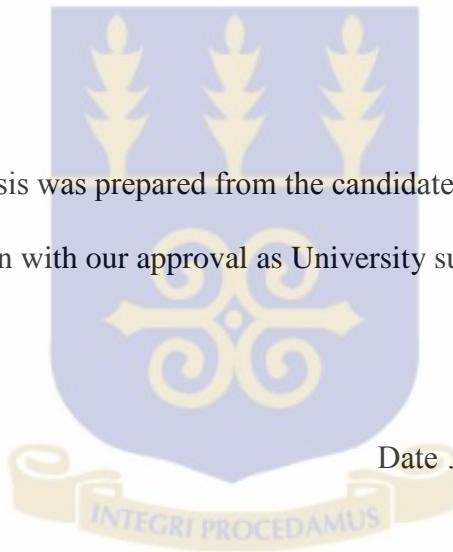 sis was prepared from the candidate
n with our approval as University su
Date .
INTEGRI PROCEDAMUS